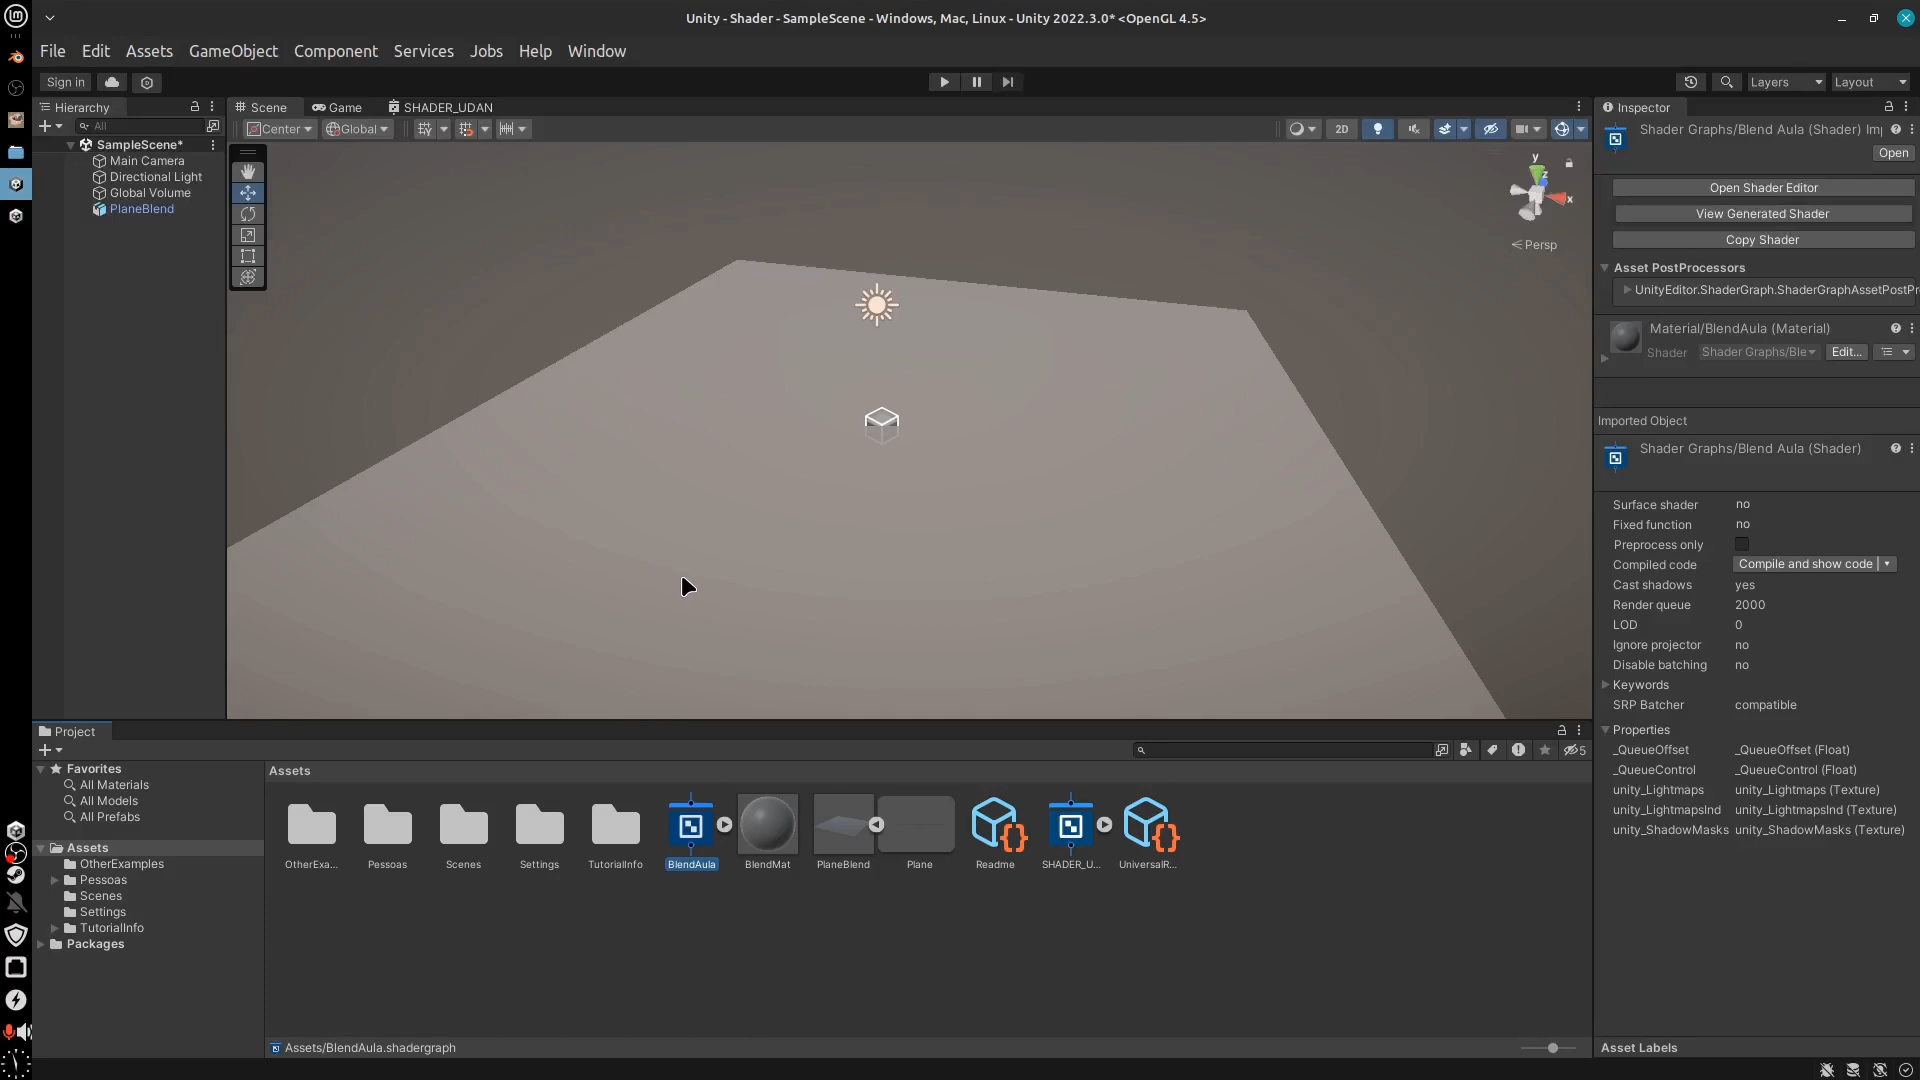 Unity - Shader - SampleScene - Windows, Mac, Linux - Unity 2022.3.0* <OpenGL 4.5>
File Edit Assets GameObject Component Services Jobs Help Window
Sign in
Layers
Layout
Hierarchy
All
SampleScene*
Main Camera
Directional Light
Global Volume
PlaneBlend
Scene
Game
SHADER_UDAN
Center
Global
2D
y
z
x
Persp
Inspector
Shader Graphs/Blend Aula (Shader) Im
Open
Open Shader Editor
View Generated Shader
Copy Shader
Asset PostProcessors
UnityEditor.ShaderGraph.ShaderGraphAssetPostPr
Material/BlendAula (Material)
Shader
Shader Graphs/Ble
Edit...
Imported Object
Shader Graphs/Blend Aula (Shader)
Surface shader no
Fixed function no
Preprocess only
Compiled code Compile and show code
Cast shadows yes
Render queue 2000
LOD 0
Ignore projector no
Disable batching no
Keywords
SRP Batcher compatible
Properties
_QueueOffset _QueueOffset (Float)
_QueueControl _QueueControl (Float)
unity_Lightmaps unity_Lightmaps (Texture)
unity_LightmapsInd unity_LightmapsInd (Texture)
unity_ShadowMasks unity_ShadowMasks (Texture)
Asset Labels
Project
5
Favorites
All Materials
All Models
All Prefabs
Assets
OtherExamples
Pessoas
Scenes
Settings
TutorialInfo
Packages
Assets
OtherExa...
Pessoas
Scenes
Settings
TutorialInfo
BlendAula
BlendMat
PlaneBlend
Plane
Readme
SHADER_U...
UniversalR...
Assets/BlendAula.shadergraph